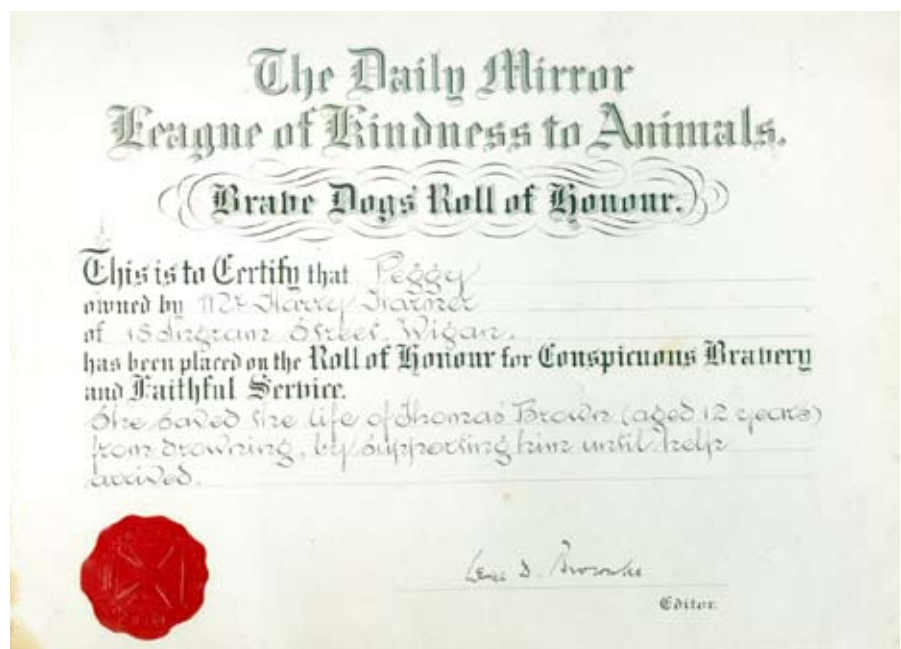 The Daily Mirror
League of Kindness to Animals.
Brave Dogs' Roll of Honour.
This is to Certify that Peggy
owned by Mr Harry Farmer
of 18 Ingram Street, Wigan.
has been placed on the Roll of Honour for Conspicuous Bravery
and Faithful Service.
She saved the life of Thomas Brown (aged 12 years)
from drowning, by supporting him until help
arrived.
D.
Editor.